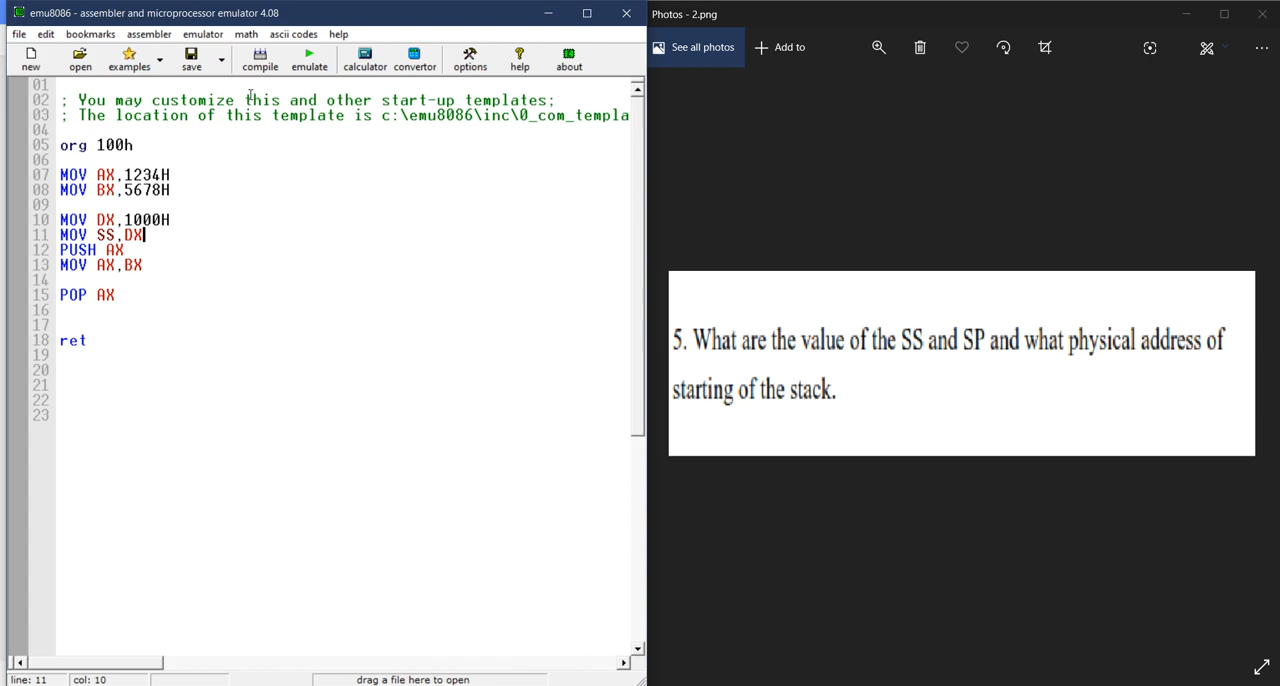 emu8086 - assembler and microprocessor emulator 4.08
file edit bookmarks assembler emulator math ascii codes help
new open examples save compile emulate calculator convertor options help about
01
02 ; You may customize this and other start-up templates;
03 ; The location of this template is c:\emu8086\inc\0_com_templa
04
05 org 100h
06
07 MOV AX,1234H
08 MOV BX,5678H
09
10 MOV DX,1000H
11 MOV SS,DX
12 PUSH AX
13 MOV AX,BX
14
15 POP AX
16
17
18 ret
19
20
21
22
23
line: 11 col: 10 drag a file here to open
Photos - 2.png
See all photos Add to
5. What are the value of the SS and SP and what physical address of
starting of the stack.